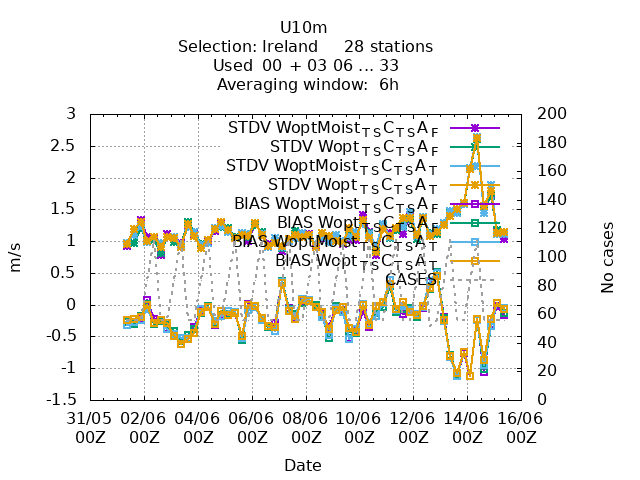 U10m
Selection: Ireland 28 stations
Used 00 + 03 06 ... 33
Averaging window: 6h
3 200
2.5 180
2 160
1.5 140
1 120
0.5 100
0 80
-0.5 60
-1 40
-1.5 20
0
m/s
No cases
STDV WoptMoist_TS C_TS A_F
STDV Wopt_TS C_TS A_F
STDV WoptMoist_TS C_TS A_T
STDV Wopt_TS C_TS A_T
BIAS WoptMoist_TS C_TS A_F
BIAS Wopt_TS C_TS A_F
BIAS WoptMoist_TS C_TS A_T
BIAS Wopt_TS C_TS A_T
CASES
31/05 02/06 04/06 06/06 08/06 10/06 12/06 14/06 16/06
00Z 00Z 00Z 00Z 00Z 00Z 00Z 00Z 00Z
Date